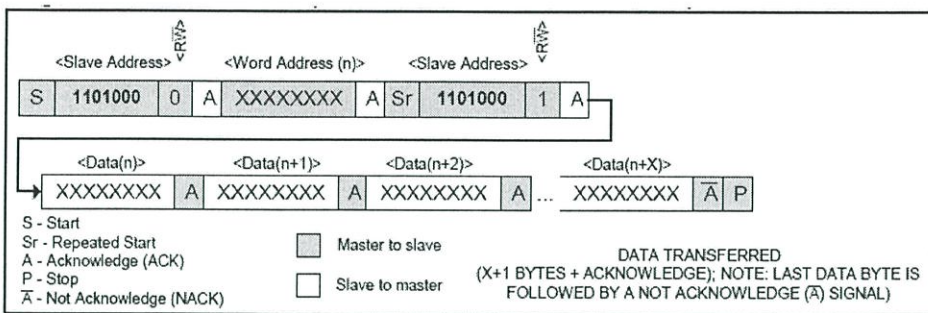 <RW̅> <RW̅>
<Slave Address> <Word Address (n)> <Slave Address>
S 1101000 0 A XXXXXXXX A Sr 1101000 1 A
<Data(n)> <Data(n+1)> <Data(n+2)> <Data(n+X)>
XXXXXXXX A XXXXXXXX A XXXXXXXX A ... XXXXXXXX A̅ P
S - Start
Sr - Repeated Start
A - Acknowledge (ACK)
P - Stop
A̅ - Not Acknowledge (NACK)
Master to slave
Slave to master
DATA TRANSFERRED
(X+1 BYTES + ACKNOWLEDGE); NOTE: LAST DATA BYTE IS
FOLLOWED BY A NOT ACKNOWLEDGE (A̅) SIGNAL)